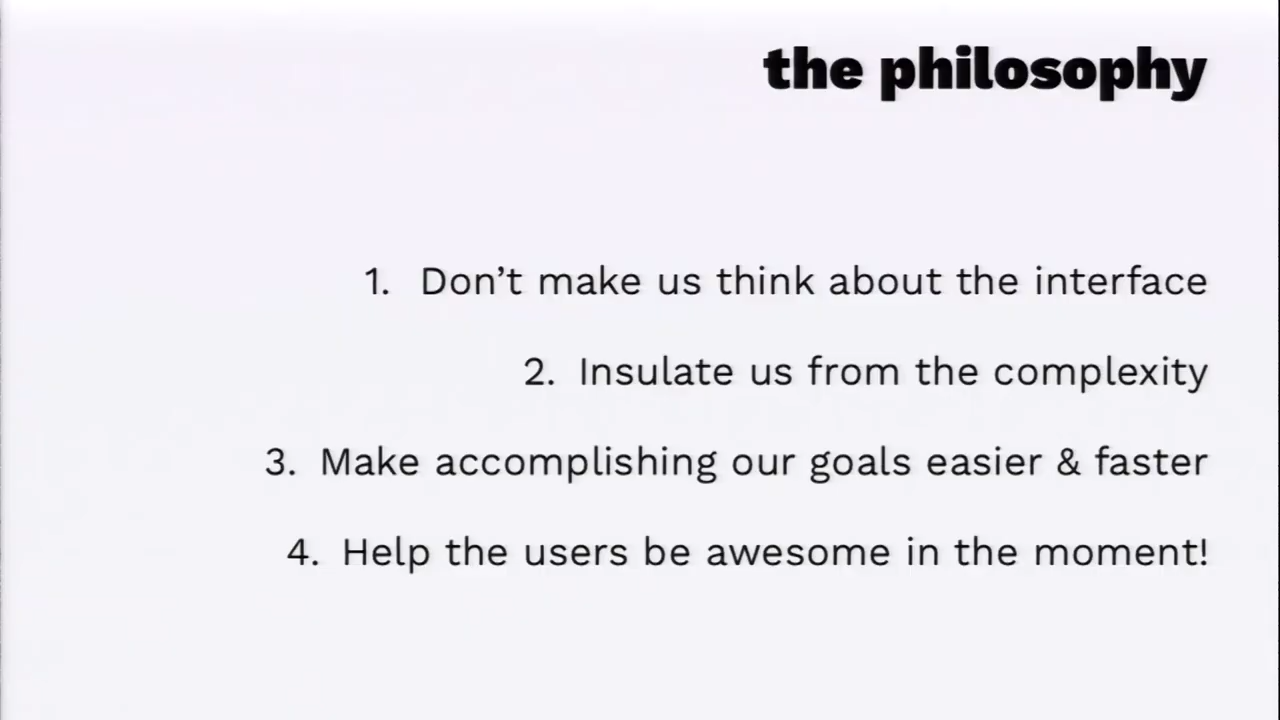 the philosophy
1. Don’t make us think about the interface
2. Insulate us from the complexity
3. Make accomplishing our goals easier & faster
4. Help the users be awesome in the moment!